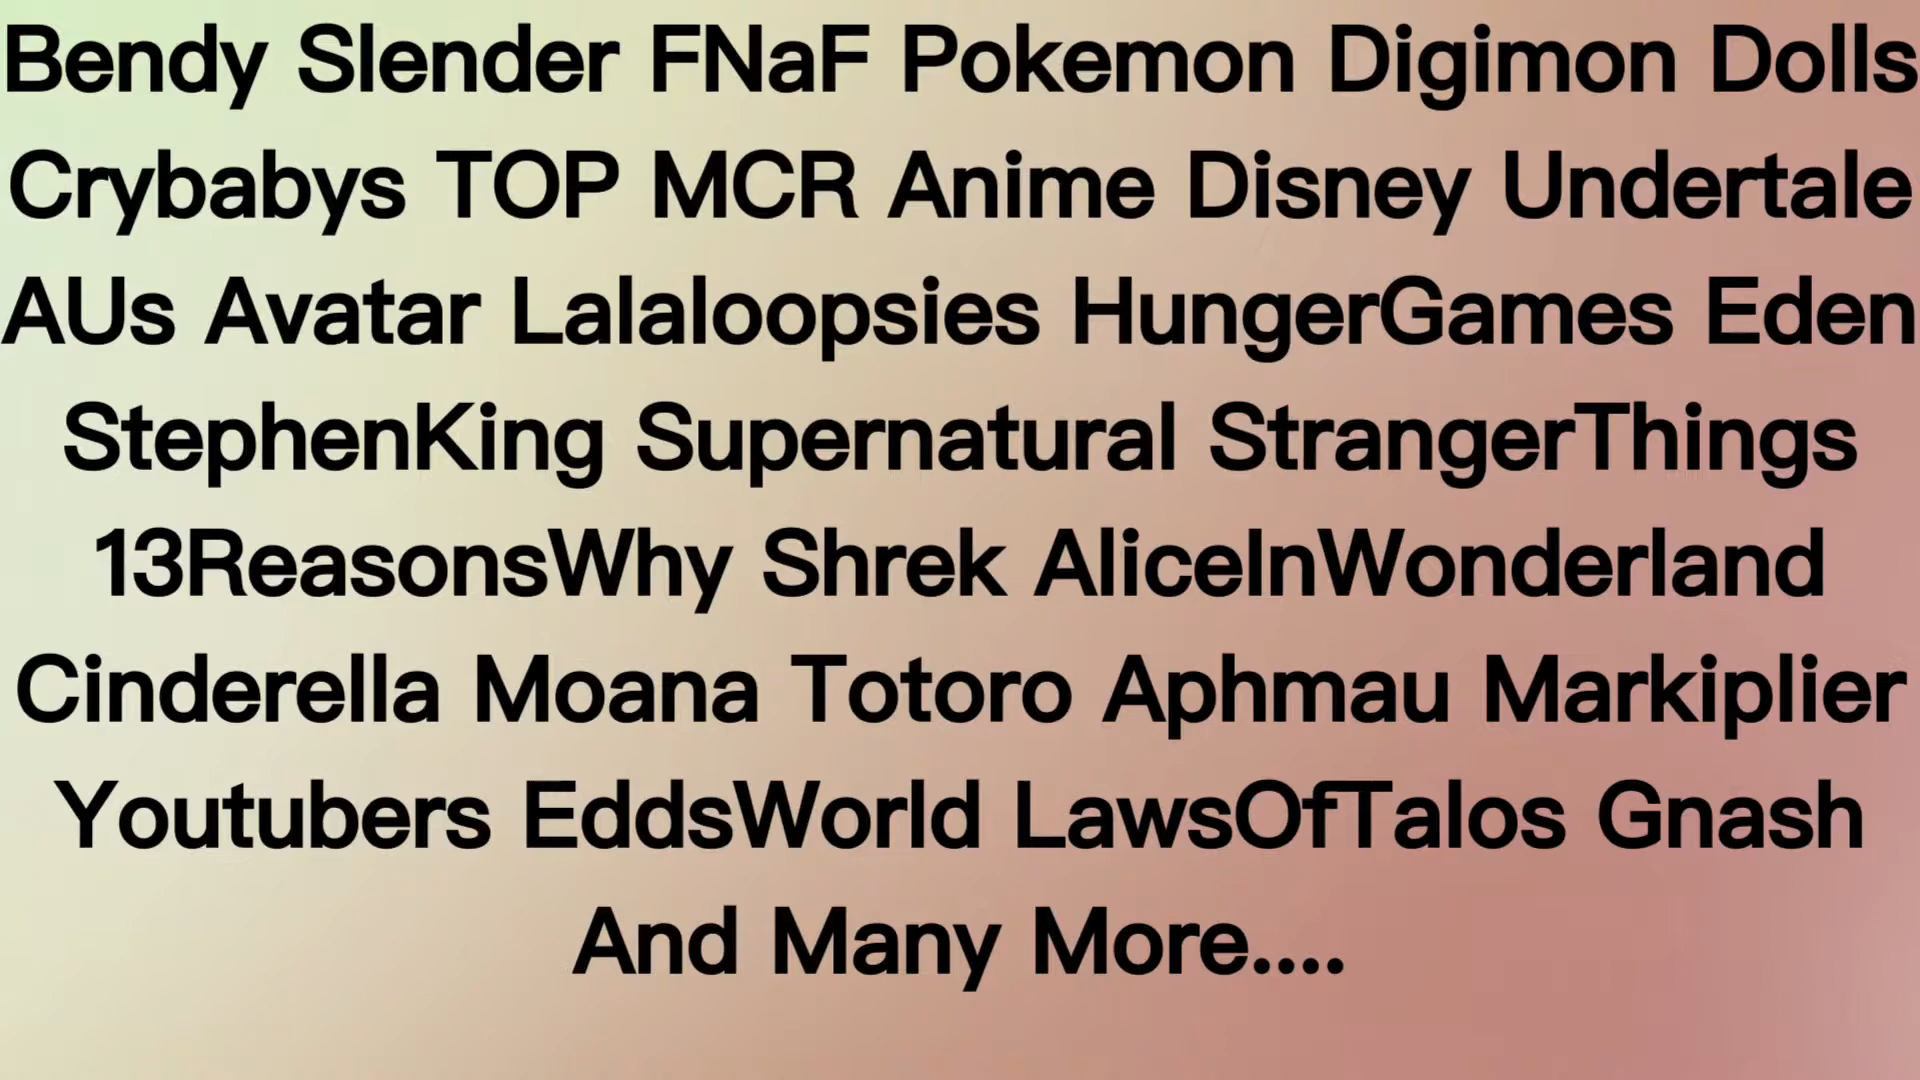 Bendy Slender FNaF Pokemon Digimon Dolls
Crybabys TOP MCR Anime Disney Undertale
AUs Avatar Lalaloopsies HungerGames Eden
StephenKing Supernatural StrangerThings
13ReasonsWhy Shrek AliceInWonderland
Cinderella Moana Totoro Aphmau Markiplier
Youtubers EddsWorld LawsOfTalos Gnash
And Many More....